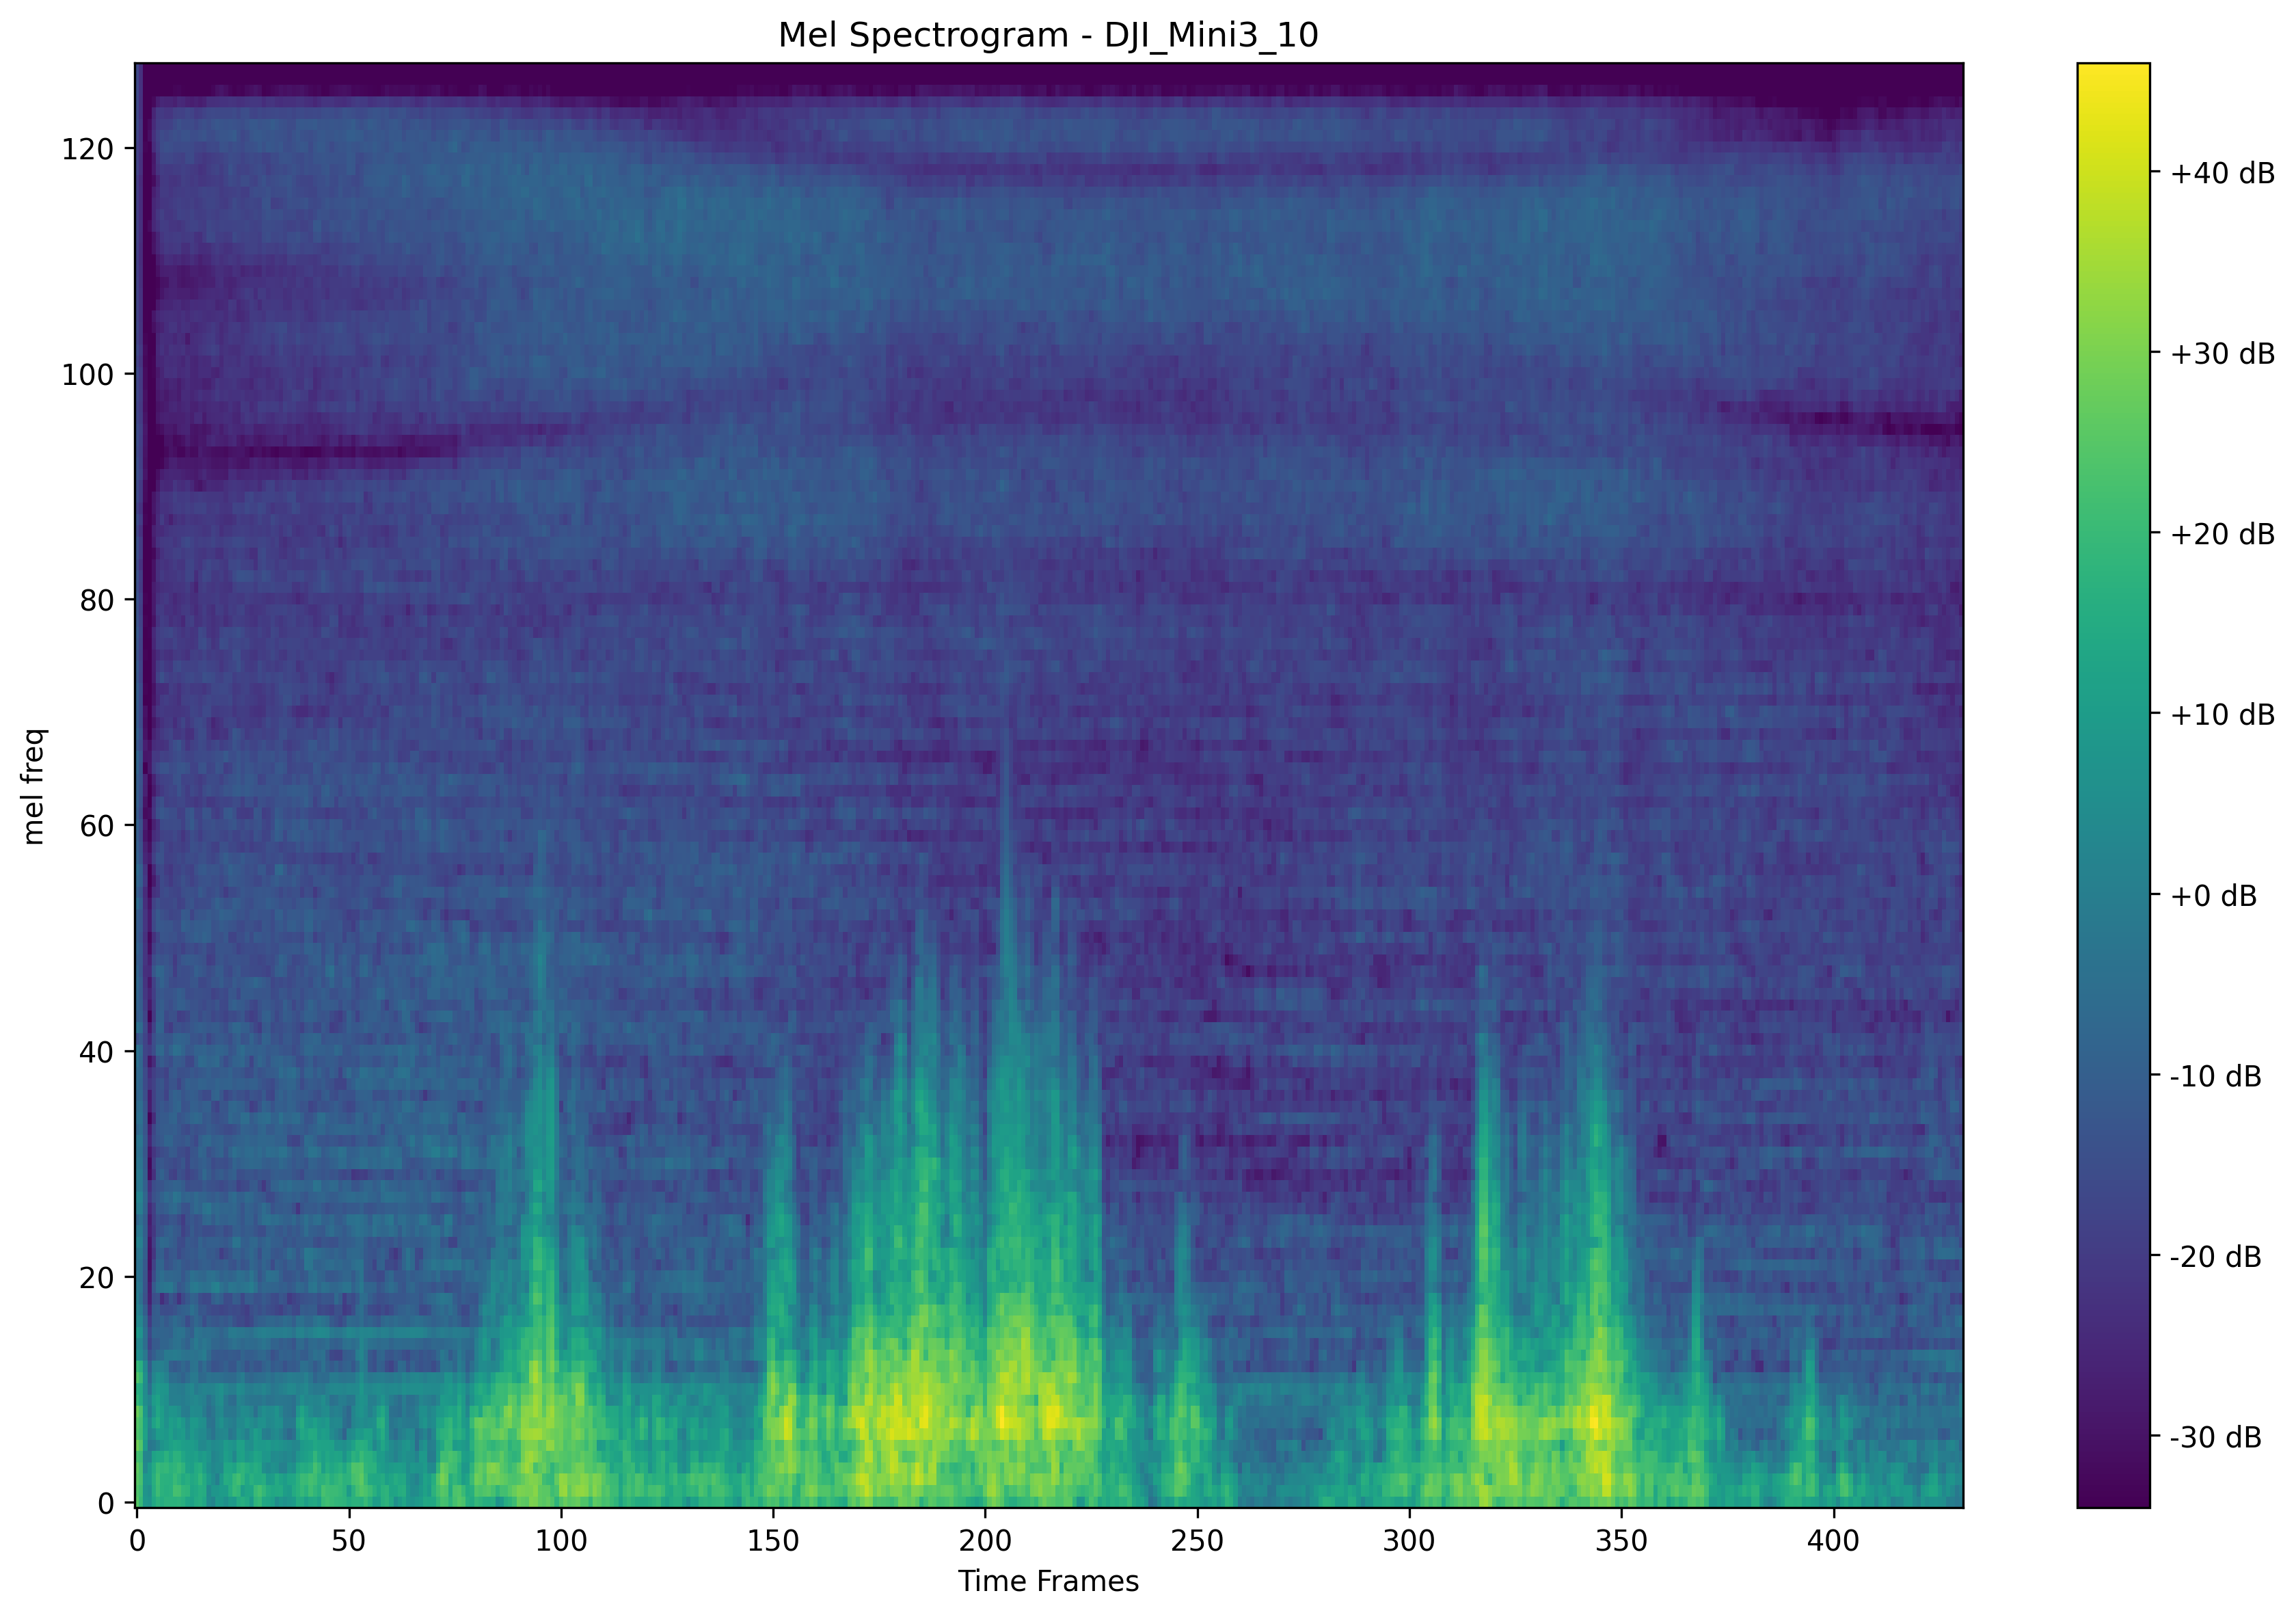 Mel Spectrogram - DJI_Mini3_10
mel freq
120
100
80
60
40
20
0
0 50 100 150 200 250 300 350 400
Time Frames
+40 dB
+30 dB
+20 dB
+10 dB
+0 dB
-10 dB
-20 dB
-30 dB